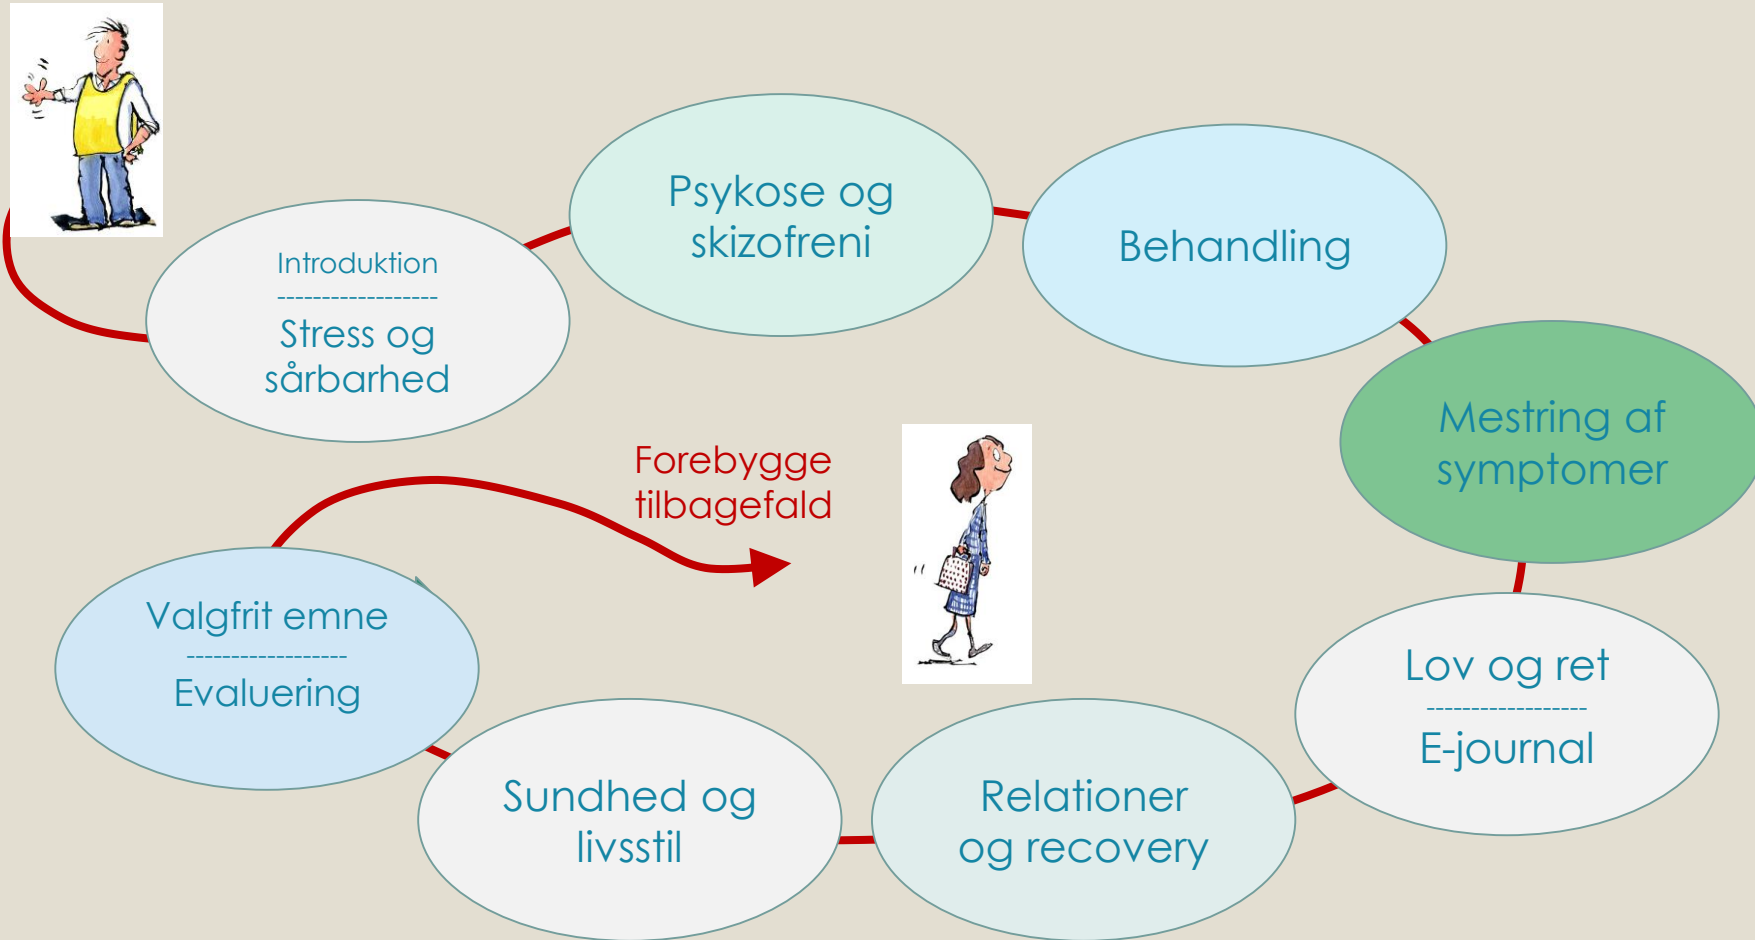 Introduktion
------------------
Stress og
sårbarhed
Psykose og
skizofreni
Behandling
Mestring af
symptomer
Lov og ret
------------------
E-journal
Relationer
og recovery
Sundhed og
livsstil
Valgfrit emne
------------------
Evaluering
Forebygge
tilbagefald